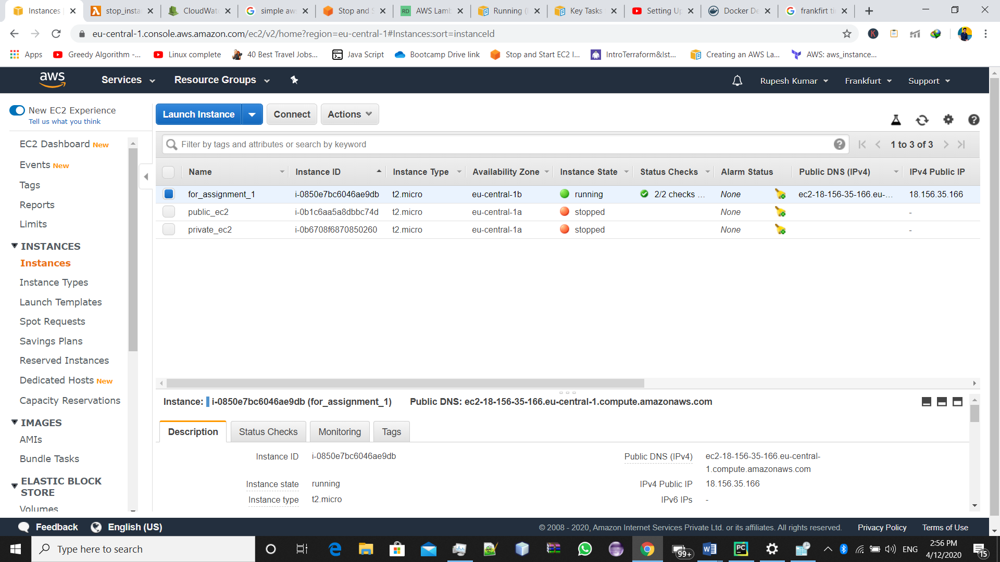 Instances
stop_insta
CloudWat
simple aws
Stop and S
AWS Lamb
Running (
Key Tasks
Setting Up
Docker De
frankfirt ti
eu-central-1.console.aws.amazon.com/ec2/v2/home?region=eu-central-1#Instances:sort=instanceId
K
Apps
Greedy Algorithm -...
Linux complete
40 Best Travel Jobs...
Java Script
Bootcamp Drive link
Stop and Start EC2 I...
IntroTerraform&Ist...
Creating an AWS La...
AWS: aws_instance...
aws
Services
Resource Groups
Rupesh Kumar
Frankfurt
Support
New EC2 Experience
Tell us what you think
Launch Instance
Connect
Actions
EC2 Dashboard New
Events New
Tags
Reports
Limits
INSTANCES
Instances
Instance Types
Launch Templates
Spot Requests
Savings Plans
Reserved Instances
Dedicated Hosts New
Capacity Reservations
IMAGES
AMIs
Bundle Tasks
ELASTIC BLOCK
STORE
Volumes
Filter by tags and attributes or search by keyword
1 to 3 of 3
Name Instance ID Instance Type Availability Zone Instance State Status Checks Alarm Status Public DNS (IPv4) IPv4 Public IP
for_assignment_1 i-0850e7bc6046ae9db t2.micro eu-central-1b running 2/2 checks ... None ec2-18-156-35-166.eu-... 18.156.35.166
public_ec2 i-0b1c6aa5a8dbbc74d t2.micro eu-central-1a stopped None -
private_ec2 i-0b6708f6870850260 t2.micro eu-central-1a stopped None -
Instance: i-0850e7bc6046ae9db (for_assignment_1) Public DNS: ec2-18-156-35-166.eu-central-1.compute.amazonaws.com
Description
Status Checks
Monitoring
Tags
Instance ID i-0850e7bc6046ae9db
Instance state running
Instance type t2.micro
Public DNS (IPv4) ec2-18-156-35-166.eu-central-
1.compute.amazonaws.com
IPv4 Public IP 18.156.35.166
IPv6 IPs -
Feedback
English (US)
© 2008 - 2020, Amazon Internet Services Private Ltd. or its affiliates. All rights reserved.
Privacy Policy
Terms of Use
Type here to search
99+
PC
ENG
2:56 PM
4/12/2020
15